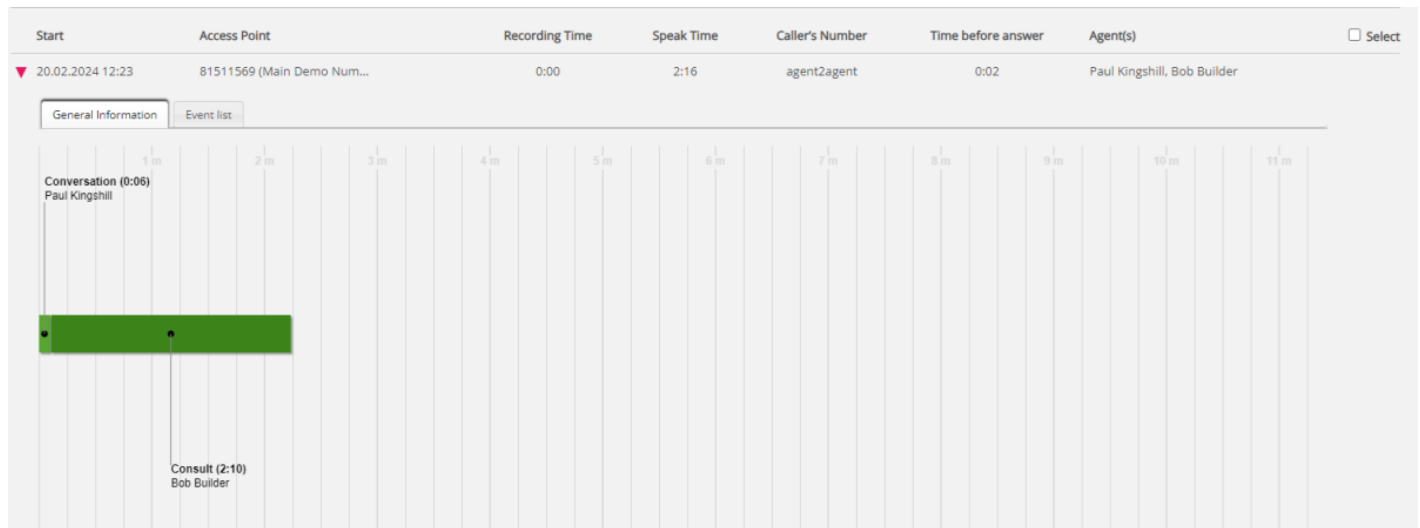 Start Access Point Recording Time Speak Time Caller's Number Time before answer Agent(s) Select
20.02.2024 12:23 81511569 (Main Demo Num... 0:00 2:16 agent2agent 0:02 Paul Kingshill, Bob Builder
General Information Event list
1 m 2 m 3 m 4 m 5 m 6 m 7 m 8 m 9 m 10 m 11 m
Conversation (0:06)
Paul Kingshill
Consult (2:10)
Bob Builder